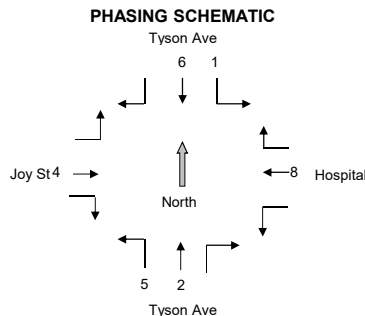 PHASING SCHEMATIC
Tyson Ave
6 1
Joy St 4
8 Hospital
North
5 2
Tyson Ave